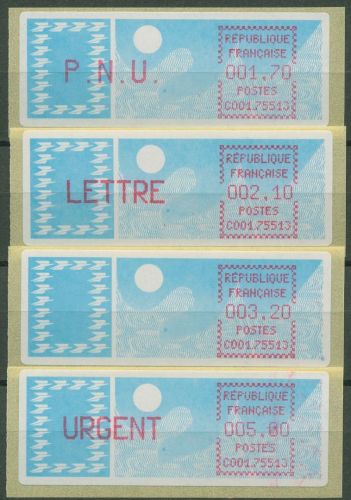 P.N.U.
RÉPUBLIQUE
FRANÇAISE
001.70
POSTES
C001.75513
LETTRE
RÉPUBLIQUE
FRANÇAISE
002.10
POSTES
C001.75513
RÉPUBLIQUE
FRANÇAISE
003.20
POSTES
C001.75513
URGENT
RÉPUBLIQUE
FRANÇAISE
005.00
POSTES
C001.75513